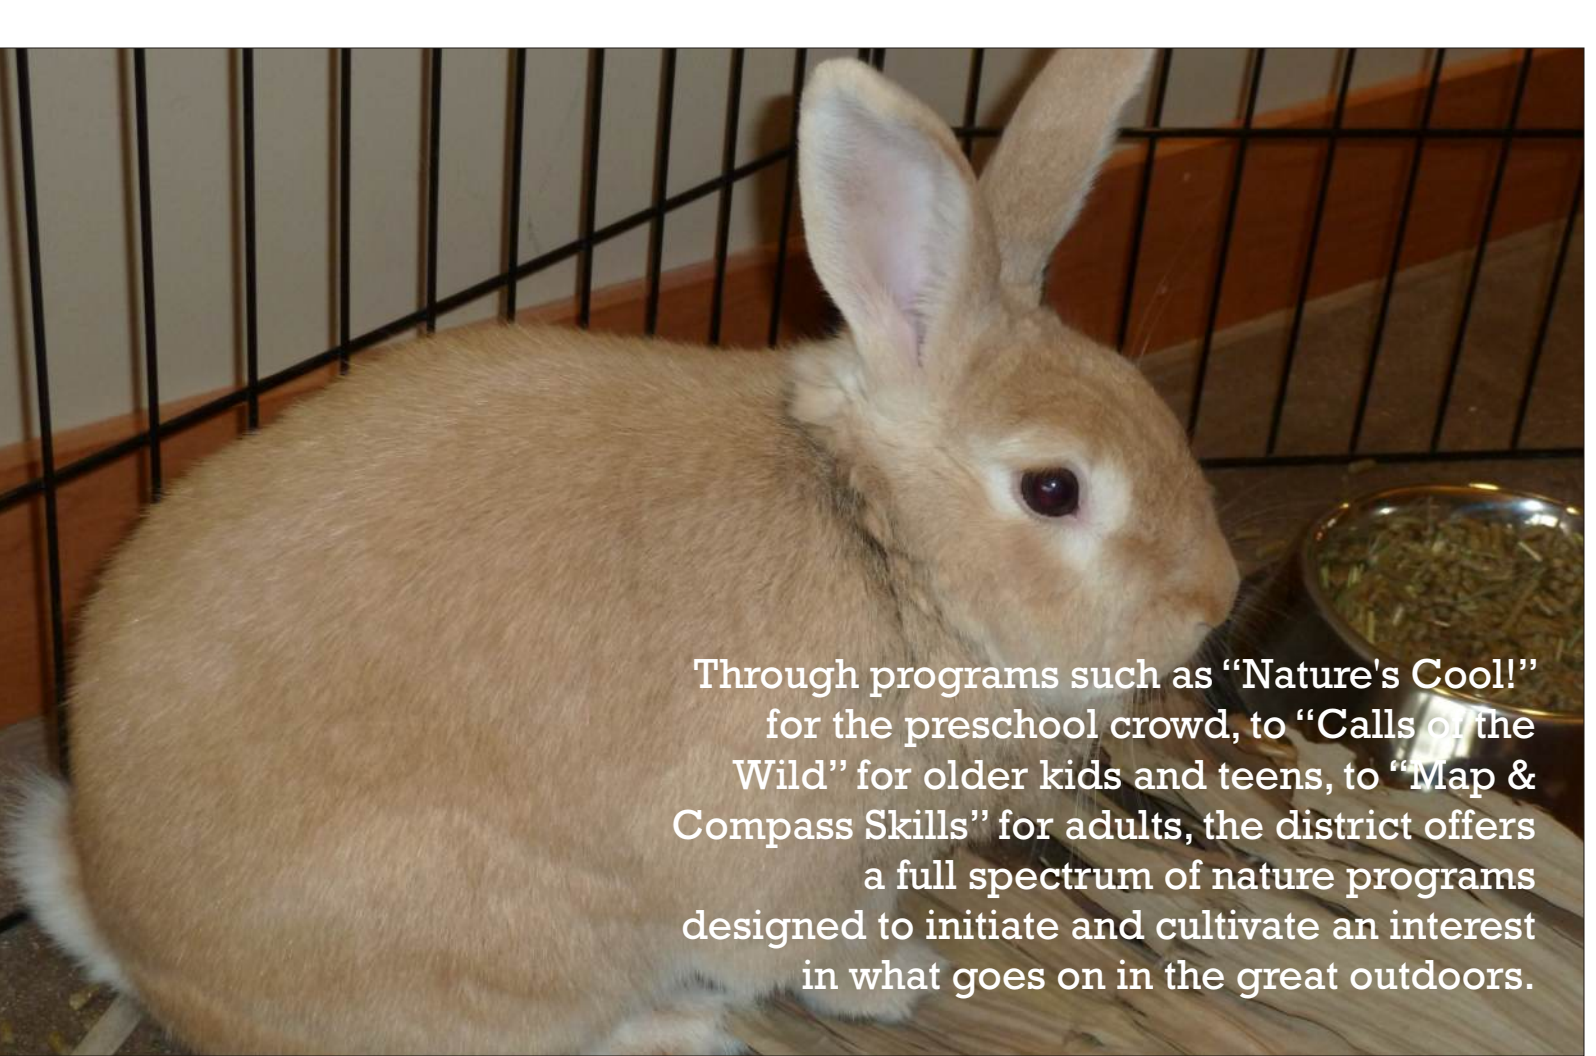 Through programs such as “Nature's Cool!”
for the preschool crowd, to “Calls of the
Wild” for older kids and teens, to “Map &
Compass Skills” for adults, the district offers
a full spectrum of nature programs
designed to initiate and cultivate an interest
in what goes on in the great outdoors.